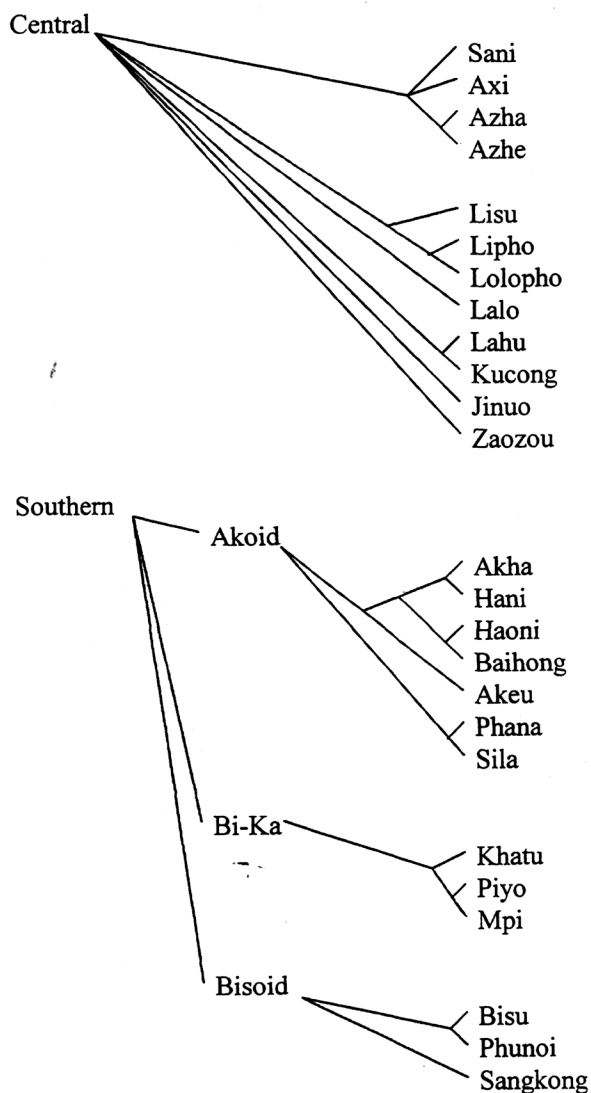 Central
Sani
Axi
Azha
Azhe
Lisu
Lipho
Lolopho
Lalo
Lahu
Kucong
Jinuo
Zaozou
Southern
Akoid
Akha
Hani
Haoni
Baihong
Akeu
Phana
Sila
Bi-Ka
Khatu
Piyo
Mpi
Bisoid
Bisu
Phunoi
Sangkong